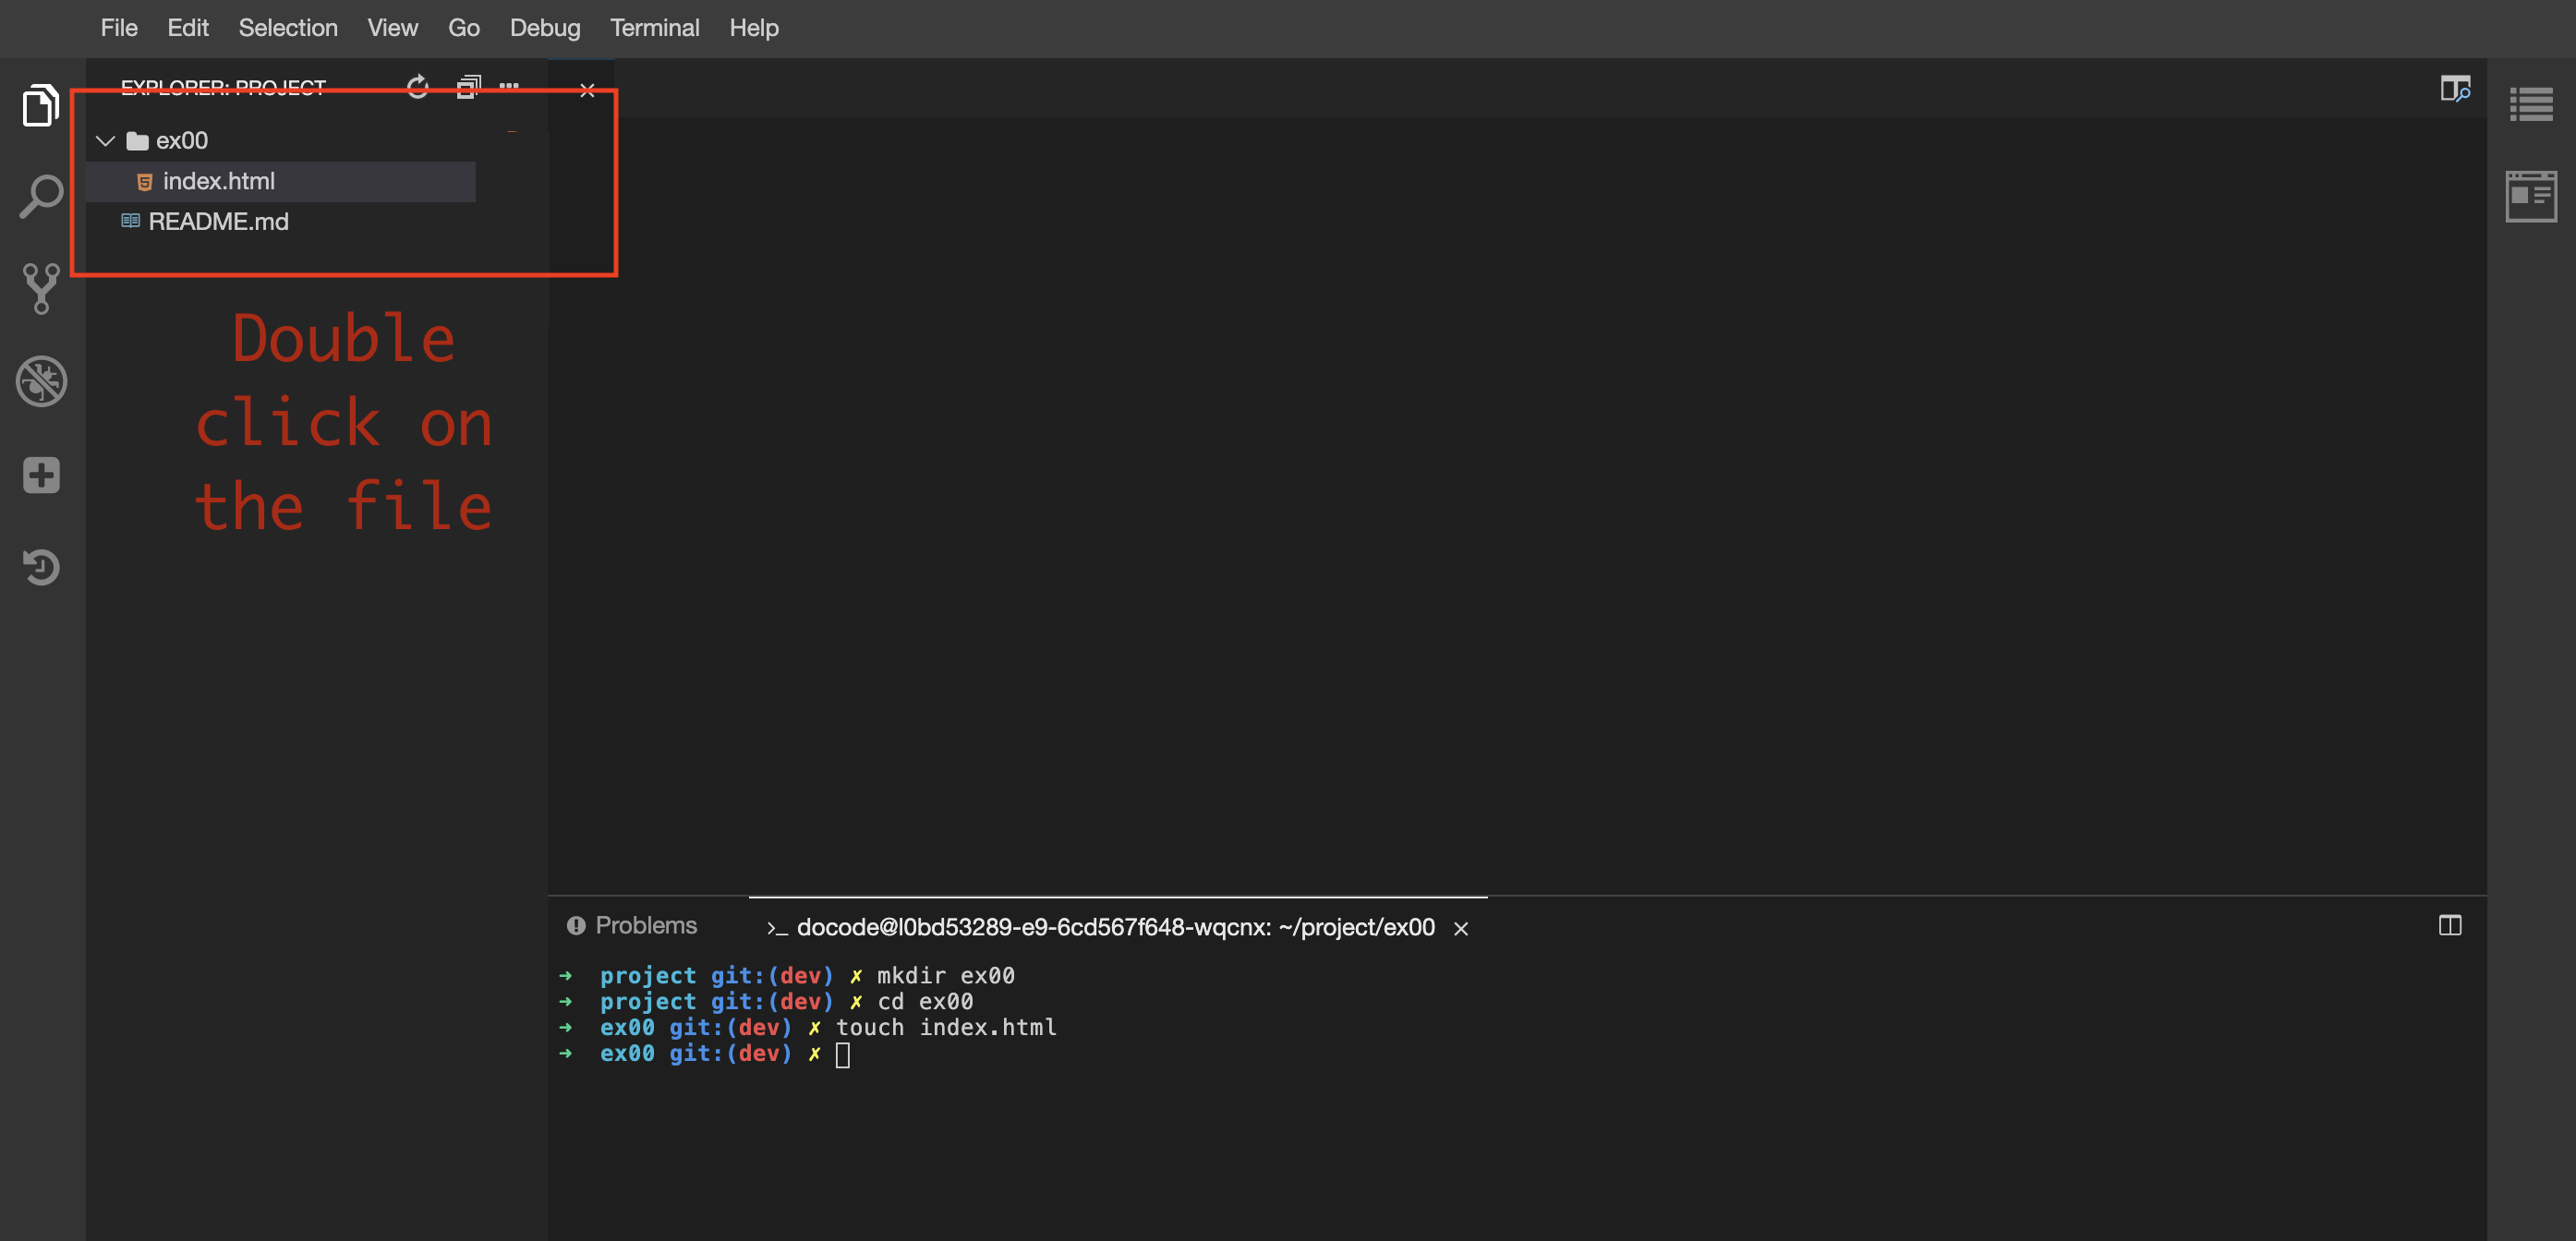 File Edit Selection View Go Debug Terminal Help
EXPLORER: PROJECT
ex00
index.html
README.md
Double
click on
the file
Problems
>_ docode@l0bd53289-e9-6cd567f648-wqcnx: ~/project/ex00
➜ project git:(dev) ✗ mkdir ex00
➜ project git:(dev) ✗ cd ex00
➜ ex00 git:(dev) ✗ touch index.html
➜ ex00 git:(dev) ✗